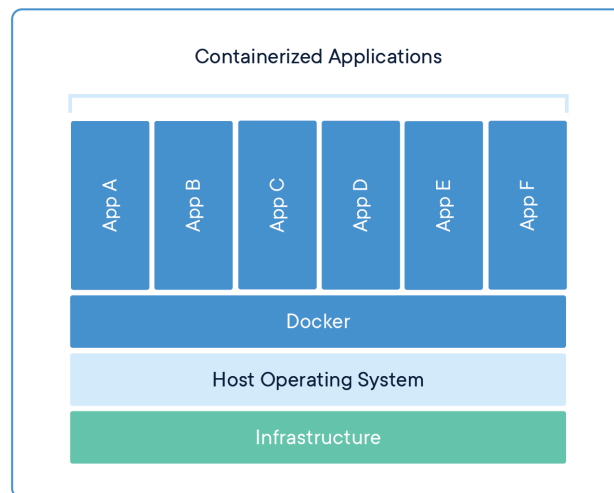 Containerized Applications
App A
App B
App C
App D
App E
App F
Docker
Host Operating System
Infrastructure